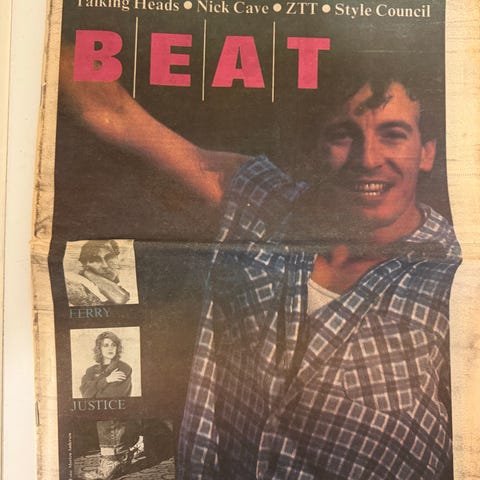 Talking Heads • Nick Cave • ZTT • Style Council
BEAT
FERRY
JUSTICE